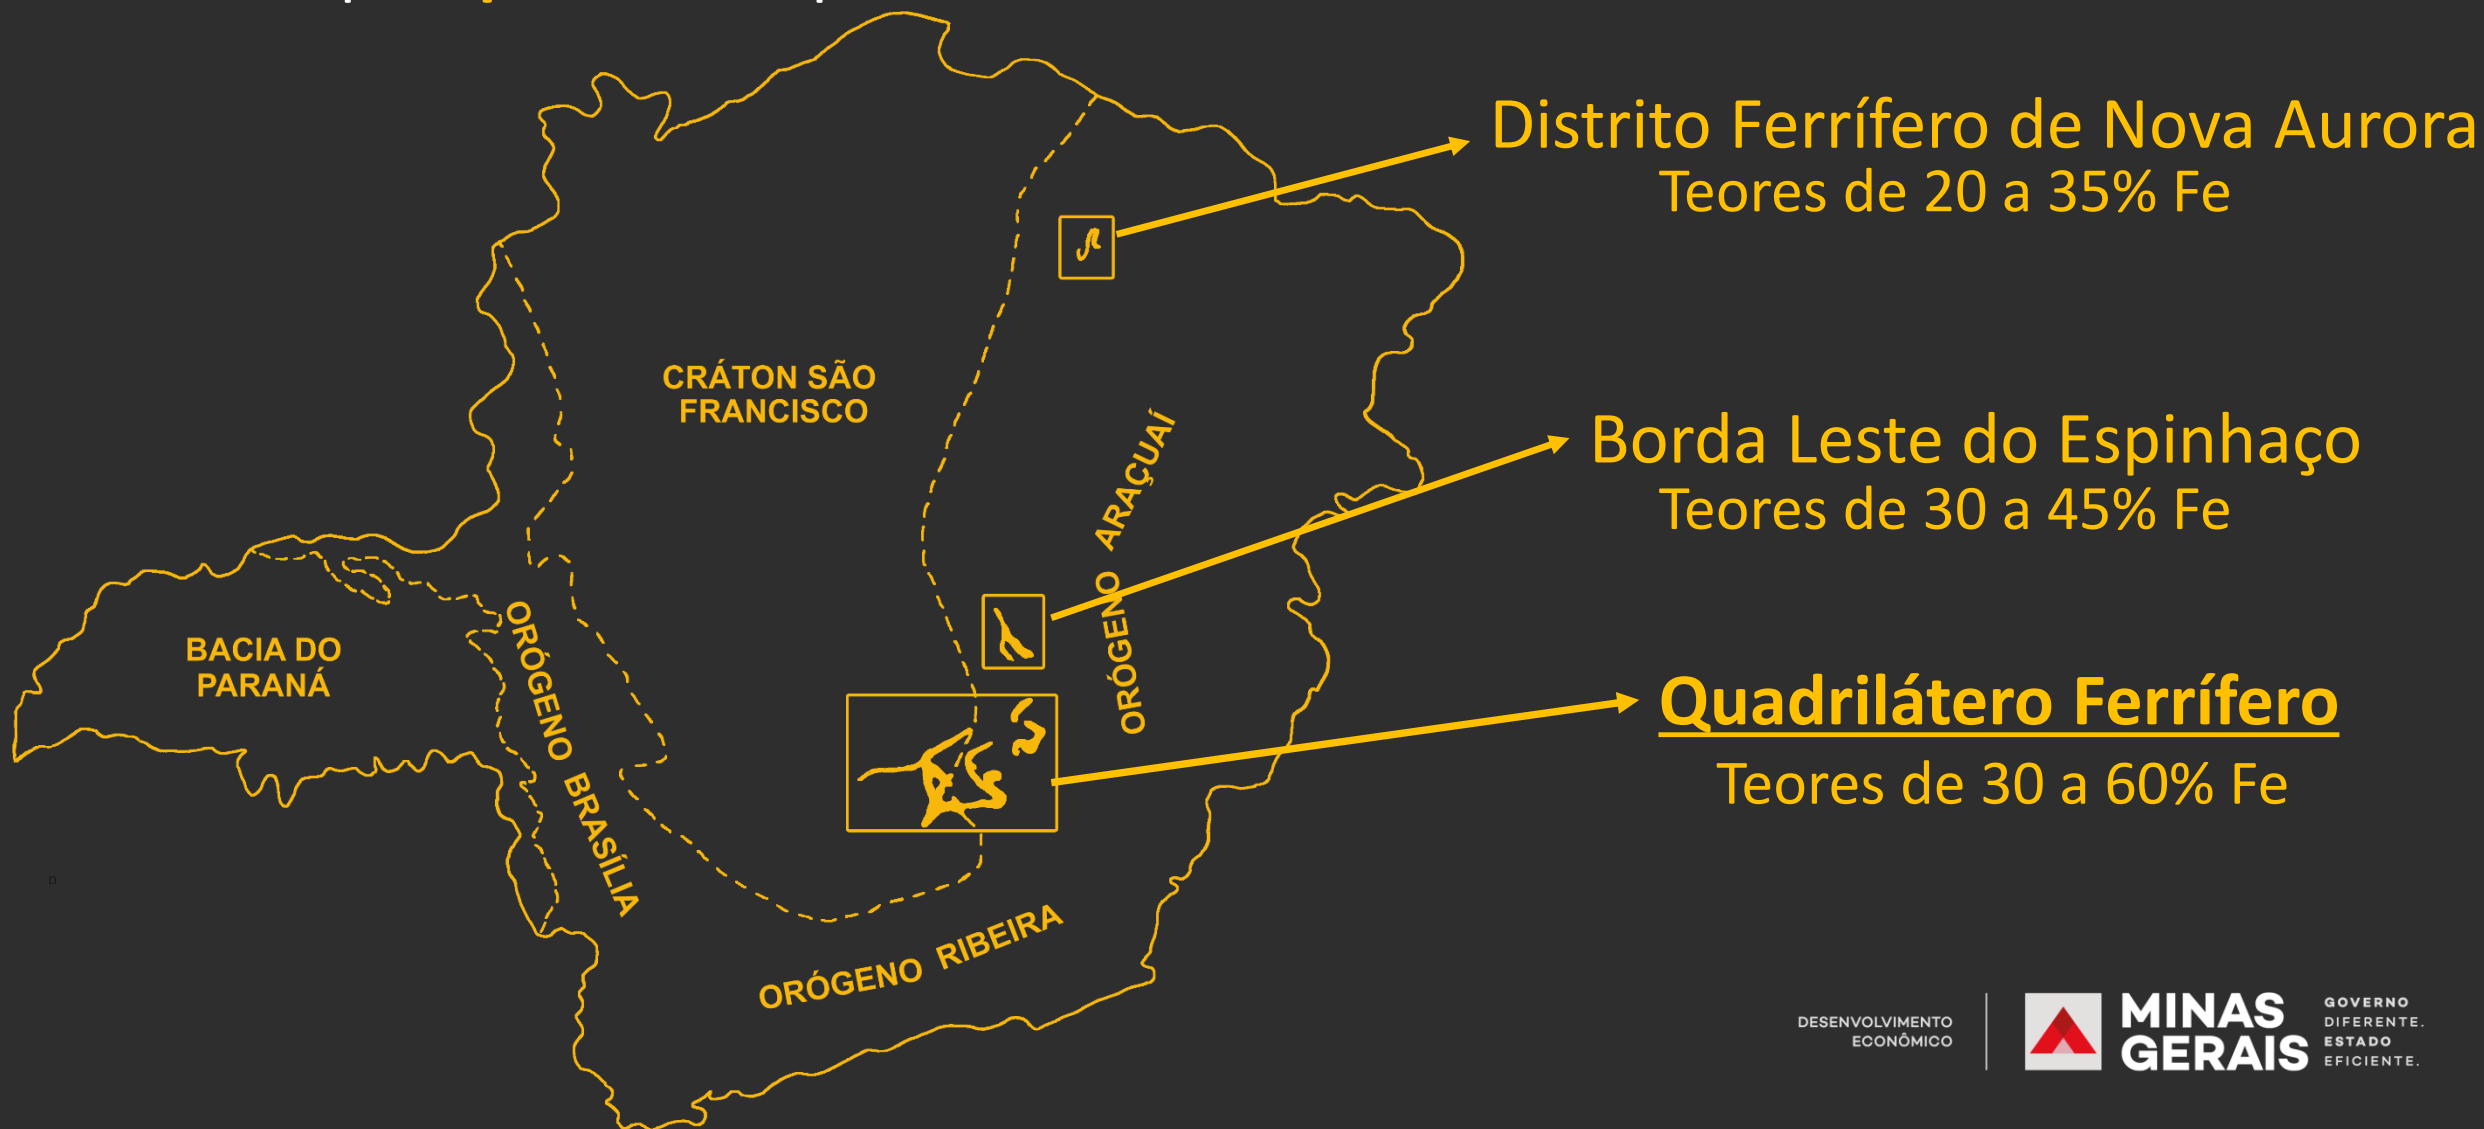 Distrito Ferrífero de Nova Aurora
Teores de 20 a 35% Fe
CRÁTON SÃO
FRANCISCO
Borda Leste do Espinhaço
Teores de 30 a 45% Fe
ORÓGENO ARAÇUAÍ
BACIA DO
PARANÁ
ORÓGENO BRASÍLIA
Quadrilátero Ferrífero
Teores de 30 a 60% Fe
ORÓGENO RIBEIRA
DESENVOLVIMENTO
ECONÔMICO
MINAS
GERAIS
GOVERNO
DIFERENTE.
ESTADO
EFICIENTE.